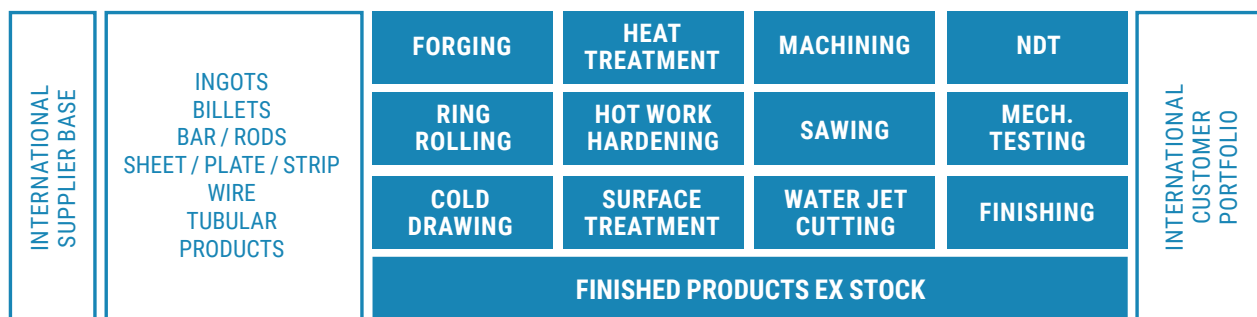 INTERNATIONAL
SUPPLIER BASE
INGOTS
BILLETS
BAR / RODS
SHEET / PLATE / STRIP
WIRE
TUBULAR
PRODUCTS
FORGING
HEAT
TREATMENT
MACHINING
NDT
RING
ROLLING
HOT WORK
HARDENING
SAWING
MECH.
TESTING
COLD
DRAWING
SURFACE
TREATMENT
WATER JET
CUTTING
FINISHING
FINISHED PRODUCTS EX STOCK
INTERNATIONAL
CUSTOMER
PORTFOLIO